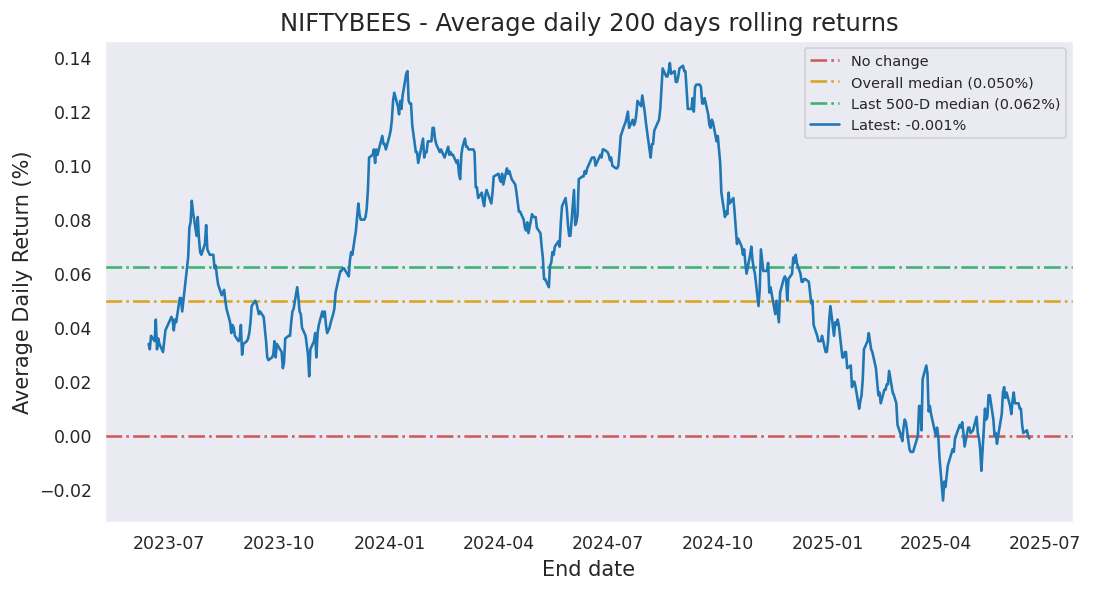 NIFTYBEES - Average daily 200 days rolling returns
No change
Overall median (0.050%)
Last 500-D median (0.062%)
Latest: -0.001%
Average Daily Return (%)
0.14
0.12
0.10
0.08
0.06
0.04
0.02
0.00
−0.02
2023-07 2023-10 2024-01 2024-04 2024-07 2024-10 2025-01 2025-04 2025-07
End date